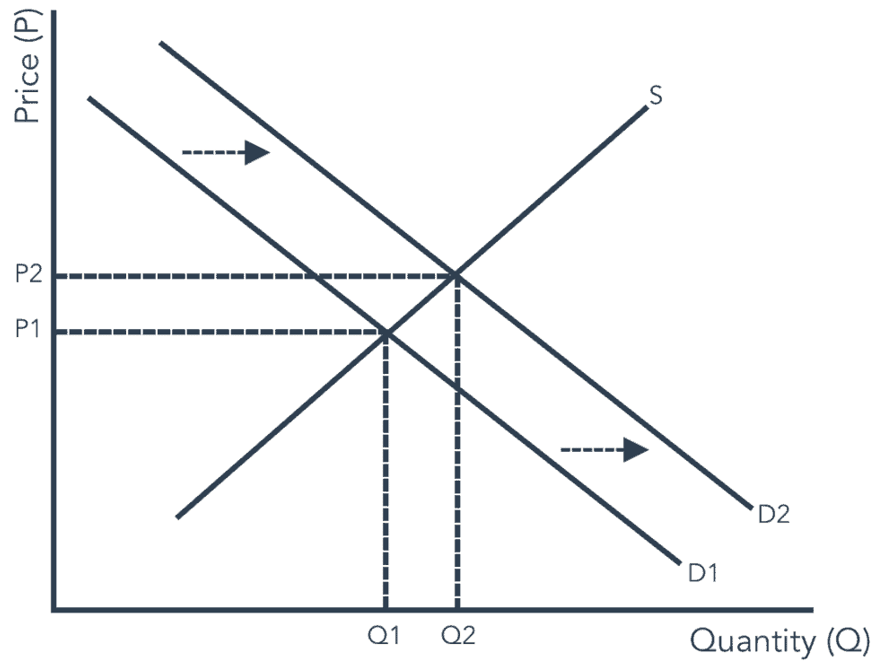 Price (P)
S
P2
P1
D2
D1
Q1
Q2
Quantity (Q)